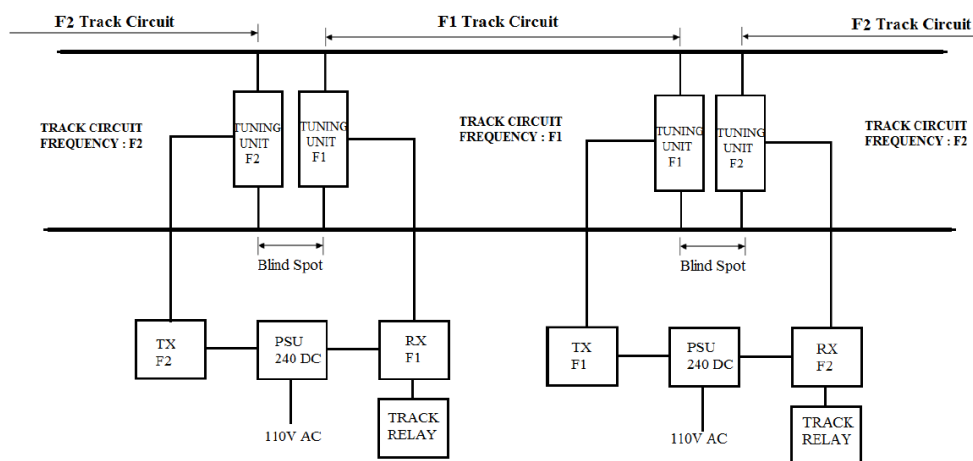 F2 Track Circuit
F1 Track Circuit
F2 Track Circuit
TRACK CIRCUIT
FREQUENCY : F2
TUNING
UNIT
F2
TUNING
UNIT
F1
TRACK CIRCUIT
FREQUENCY : F1
TUNING
UNIT
F1
TUNING
UNIT
F2
TRACK CIRCUIT
FREQUENCY : F2
Blind Spot
Blind Spot
TX
F2
PSU
240 DC
RX
F1
TX
F1
PSU
240 DC
RX
F2
TRACK
RELAY
110V AC
TRACK
RELAY
110V AC